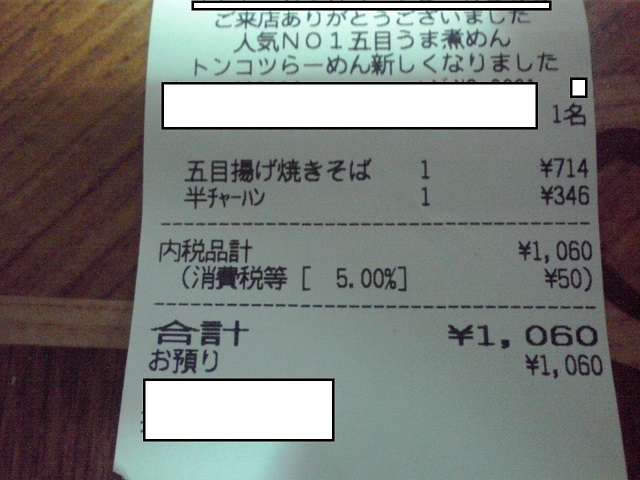 ご来店ありがとうございました
人気NO1五目うま煮めん
トンコツらーめん新しくなりました
1名
五目揚げ焼きそば 1 ¥714
半チャーハン 1 ¥346
内税品計 ¥1,060
(消費税等 [ 5.00%] ¥50)
合計 ¥1,060
お預り ¥1,060